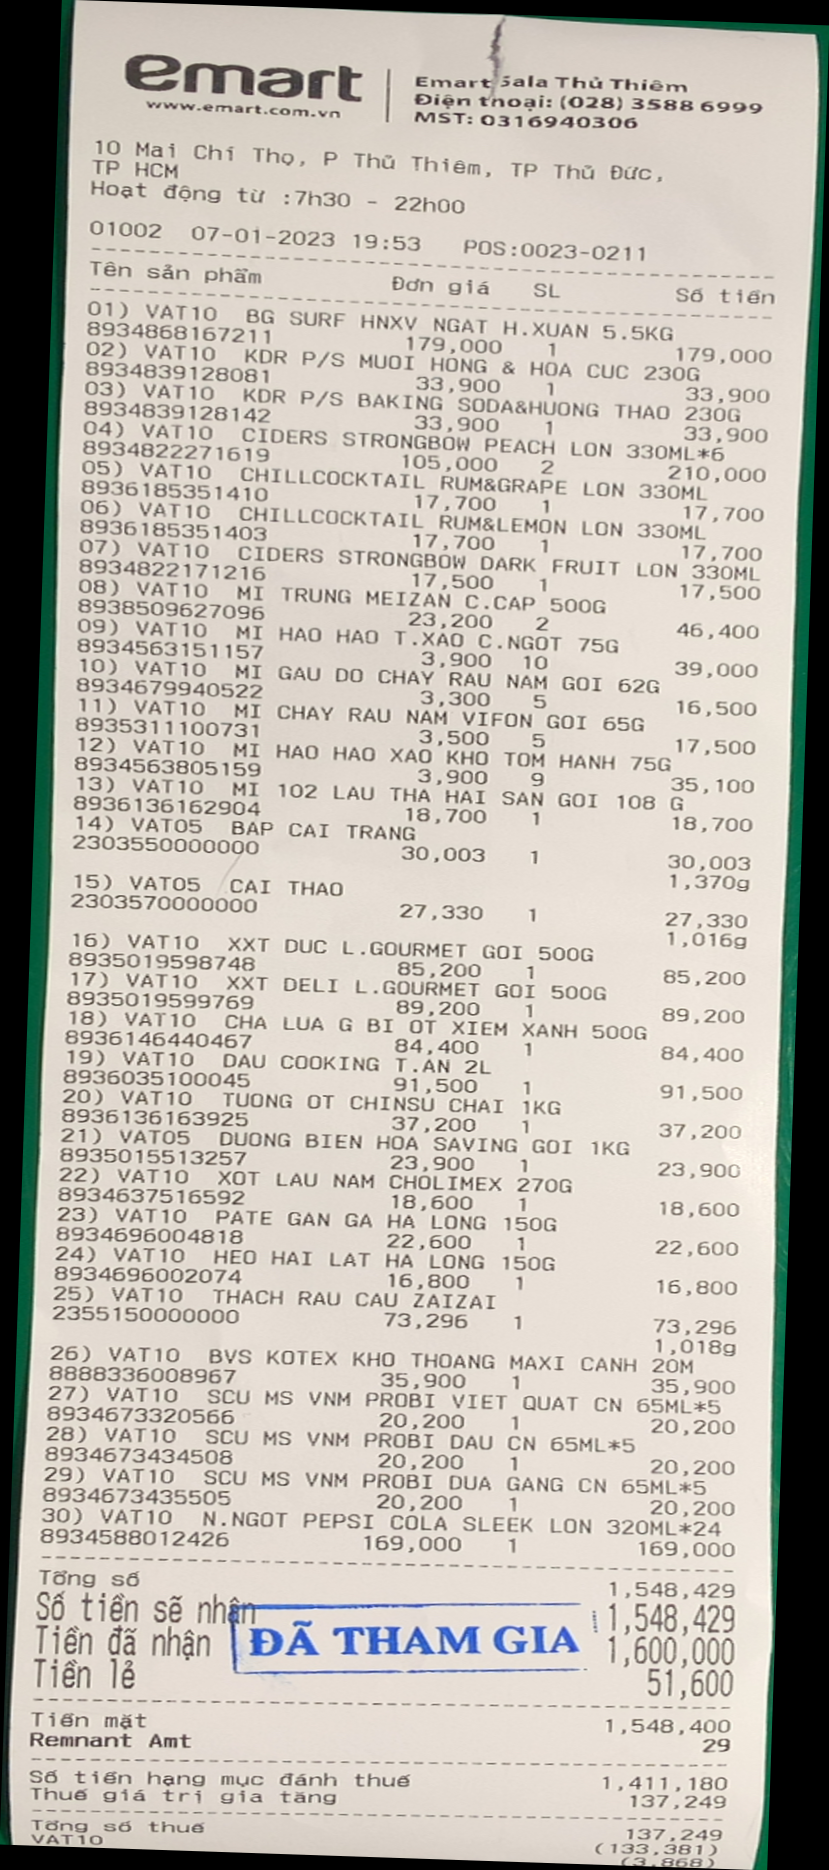 emart
www.emart.com.vn
Emart Sala Thủ Thiêm
Điện thoại: (028) 3588 6999
MST: 0316940306
10 Mai Chí Thọ, P Thủ Thiêm, TP Thủ Đức,
TP HCM
Hoạt động từ :7h30 - 22h00
01002 07-01-2023 19:53 POS:0023-0211
Tên sản phẩm Đơn giá SL Số tiền
01) VAT10 BG SURF HNXV NGAT H.XUAN 5.5KG
8934868167211 179,000 1 179,000
02) VAT10 KDR P/S MUOI HONG & HOA CUC 230G
8934839128081 33,900 1 33,900
03) VAT10 KDR P/S BAKING SODA&HUONG THAO 230G
8934839128142 33,900 1 33,900
04) VAT10 CIDERS STRONGBOW PEACH LON 330ML*6
8934822271619 105,000 2 210,000
05) VAT10 CHILLCOCKTAIL RUM&GRAPE LON 330ML
8936185351410 17,700 1 17,700
06) VAT10 CHILLCOCKTAIL RUM&LEMON LON 330ML
8936185351403 17,700 1 17,700
07) VAT10 CIDERS STRONGBOW DARK FRUIT LON 330ML
8934822171216 17,500 1 17,500
08) VAT10 MI TRUNG MEIZAN C.CAP 500G
8938509627096 23,200 2 46,400
09) VAT10 MI HAO HAO T.XAO C.NGOT 75G
8934563151157 3,900 10 39,000
10) VAT10 MI GAU DO CHAY RAU NAM GOI 62G
8934679940522 3,300 5 16,500
11) VAT10 MI CHAY RAU NAM VIFON GOI 65G
8935311100731 3,500 5 17,500
12) VAT10 MI HAO HAO XAO KHO TOM HANH 75G
8934563805159 3,900 9 35,100
13) VAT10 MI 102 LAU THA HAI SAN GOI 108 G
8936136162904 18,700 1 18,700
14) VAT05 BAP CAI TRANG
2303550000000 30,003 1 30,003
1,370g
15) VAT05 CAI THAO
2303570000000 27,330 1 27,330
1,016g
16) VAT10 XXT DUC L.GOURMET GOI 500G
8935019598748 85,200 1 85,200
17) VAT10 XXT DELI L.GOURMET GOI 500G
8935019599769 89,200 1 89,200
18) VAT10 CHA LUA G BI OT XIEM XANH 500G
8936146440467 84,400 1 84,400
19) VAT10 DAU COOKING T.AN 2L
8936035100045 91,500 1 91,500
20) VAT10 TUONG OT CHINSU CHAI 1KG
8936136163925 37,200 1 37,200
21) VAT05 DUONG BIEN HOA SAVING GOI 1KG
8935015513257 23,900 1 23,900
22) VAT10 XOT LAU NAM CHOLIMEX 270G
8934637516592 18,600 1 18,600
23) VAT10 PATE GAN GA HA LONG 150G
8934696004818 22,600 1 22,600
24) VAT10 HEO HAI LAT HA LONG 150G
8934696002074 16,800 1 16,800
25) VAT10 THACH RAU CAU ZAIZAI
2355150000000 73,296 1 73,296
1,018g
26) VAT10 BVS KOTEX KHO THOANG MAXI CANH 20M
8888336008967 35,900 1 35,900
27) VAT10 SCU MS VNM PROBI VIET QUAT CN 65ML*5
8934673320566 20,200 1 20,200
28) VAT10 SCU MS VNM PROBI DAU CN 65ML*5
8934673434508 20,200 1 20,200
29) VAT10 SCU MS VNM PROBI DUA GANG CN 65ML*5
8934673435505 20,200 1 20,200
30) VAT10 N.NGOT PEPSI COLA SLEEK LON 320ML*24
8934588012426 169,000 1 169,000
Tổng số 1,548,429
Số tiền sẽ nhận 1,548,429
Tiền đã nhận 1,600,000
ĐÃ THAM GIA
Tiền lẻ 51,600
Tiền mặt 1,548,400
Remnant Amt 29
Số tiền hạng mục đánh thuế 1,411,180
Thuế giá trị gia tăng 137,249
Tổng số thuế 137,249
VAT10 (133,381)
(3,868)